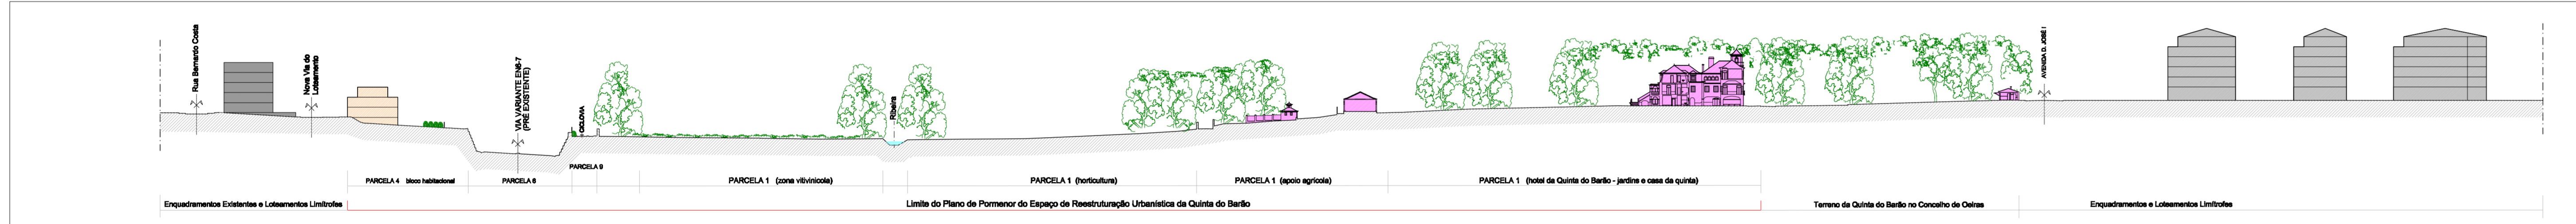 Rua Bernardo Costa
Nova Via do
Loteamento
VIA V/VARIANTE EN6-7
(PRÉ EXISTENTE)
CICLOVIA
Ribeira
AVENIDA D. JOSÉ I
PARCELA 9
PARCELA 4 bloco habitacional
PARCELA 6
PARCELA 1 (zona vitivinícola)
PARCELA 1 (horticultura)
PARCELA 1 (apoio agrícola)
PARCELA 1 (hotel da Quinta do Barão - jardins e casa da quinta)
Enquadramentos Existentes e Loteamentos Limítrofes
Limite do Plano de Pormenor do Espaço de Reestruturação Urbanística da Quinta do Barão
Terreno da Quinta do Barão no Concelho de Oeiras
Enquadramentos e Loteamentos Limítrofes